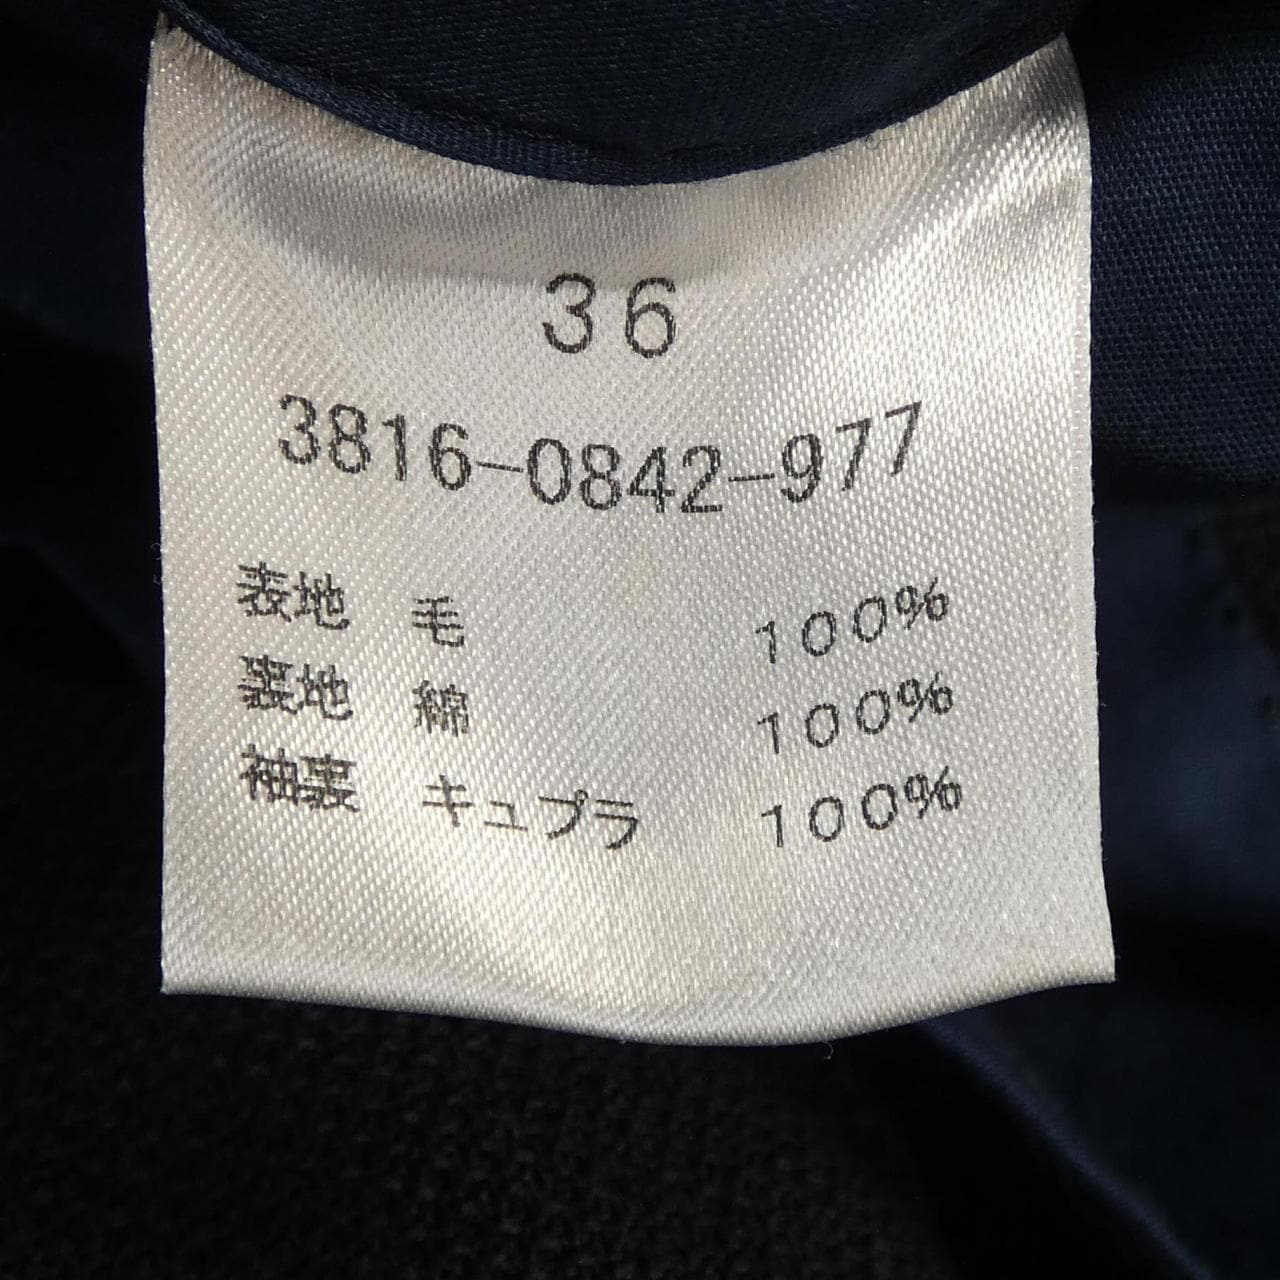 36
3816-0842-977
表地 毛 100%
裏地 綿 100%
袖裏 キュプラ 100%